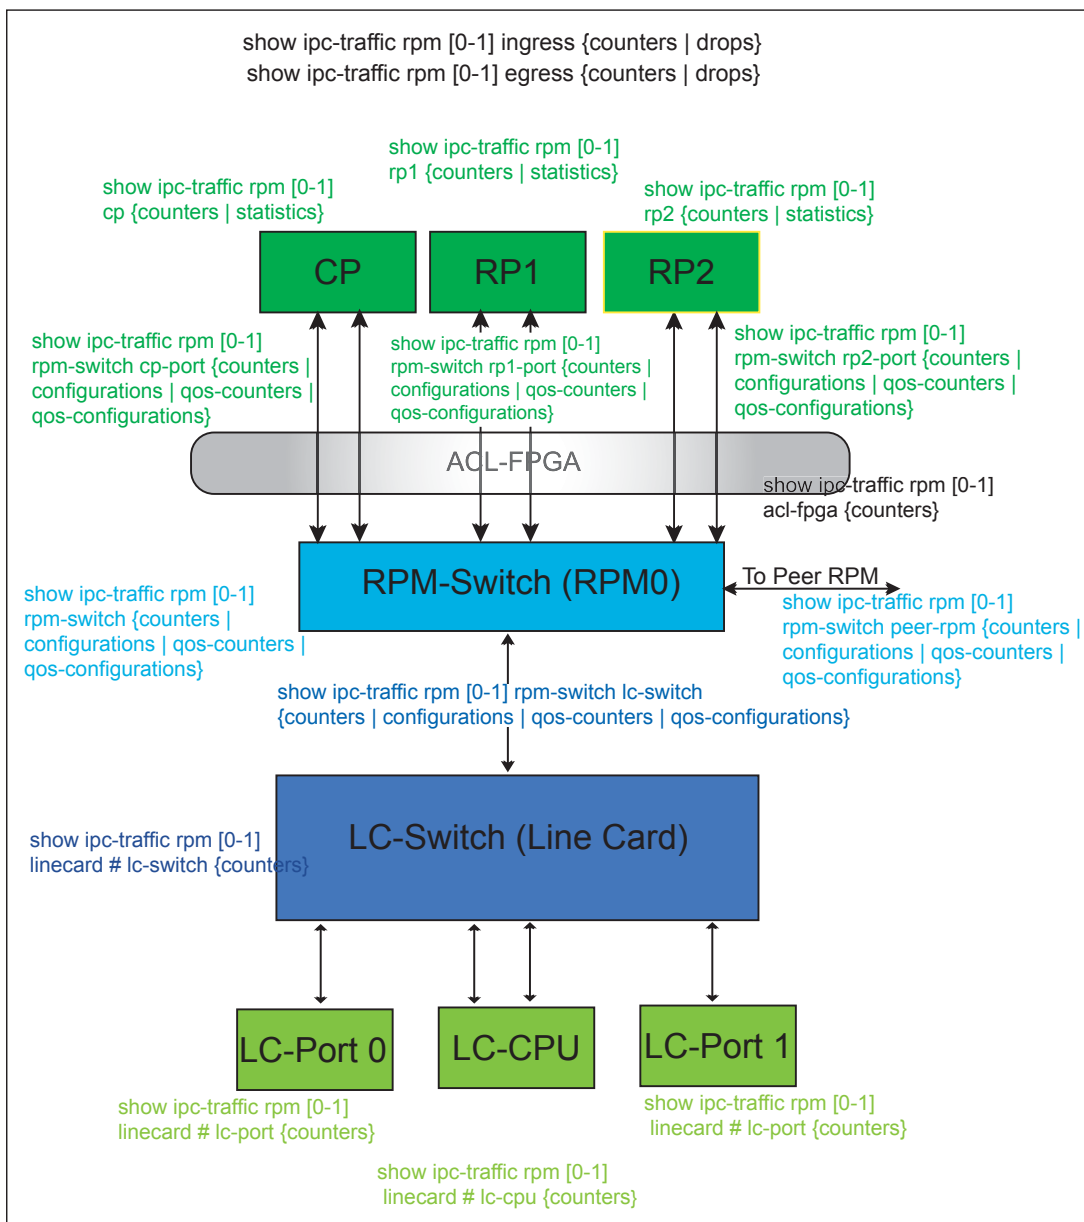 show ipc-traffic rpm [0-1] ingress {counters | drops}
show ipc-traffic rpm [0-1] egress {counters | drops}
show ipc-traffic rpm [0-1]
rp1 {counters | statistics}
show ipc-traffic rpm [0-1]
cp {counters | statistics}
show ipc-traffic rpm [0-1]
rp2 {counters | statistics}
CP
RP1
RP2
show ipc-traffic rpm [0-1]
rpm-switch cp-port {counters |
configurations | qos-counters |
qos-configurations}
show ipc-traffic rpm [0-1]
rpm-switch rp1-port {counters |
configurations | qos-counters |
qos-configurations}
show ipc-traffic rpm [0-1]
rpm-switch rp2-port {counters |
configurations | qos-counters |
qos-configurations}
ACL-FPGA
show ipc-traffic rpm [0-1]
acl-fpga {counters}
RPM-Switch (RPM0)
To Peer RPM
show ipc-traffic rpm [0-1]
rpm-switch {counters |
configurations | qos-counters |
qos-configurations}
show ipc-traffic rpm [0-1]
rpm-switch peer-rpm {counters |
configurations | qos-counters |
qos-configurations}
show ipc-traffic rpm [0-1] rpm-switch lc-switch
{counters | configurations | qos-counters | qos-configurations}
LC-Switch (Line Card)
show ipc-traffic rpm [0-1]
linecard # lc-switch {counters}
LC-Port 0
LC-CPU
LC-Port 1
show ipc-traffic rpm [0-1]
linecard # lc-port {counters}
show ipc-traffic rpm [0-1]
linecard # lc-port {counters}
show ipc-traffic rpm [0-1]
linecard # lc-cpu {counters}